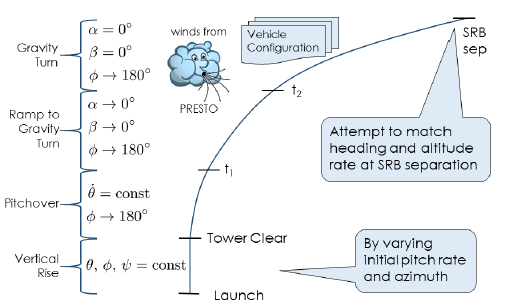 Gravity
Turn
α = 0°
β = 0°
ϕ → 180°
Ramp to
Gravity
Turn
α → 0°
β → 0°
ϕ → 180°
Pitchover
θ̇ = const
ϕ → 180°
Vertical
Rise
θ, ϕ, ψ = const
winds from
PRESTO
Vehicle
Configuration
SRB
sep
t₂
t₁
Tower Clear
Launch
Attempt to match
heading and altitude
rate at SRB separation
By varying
initial pitch rate
and azimuth